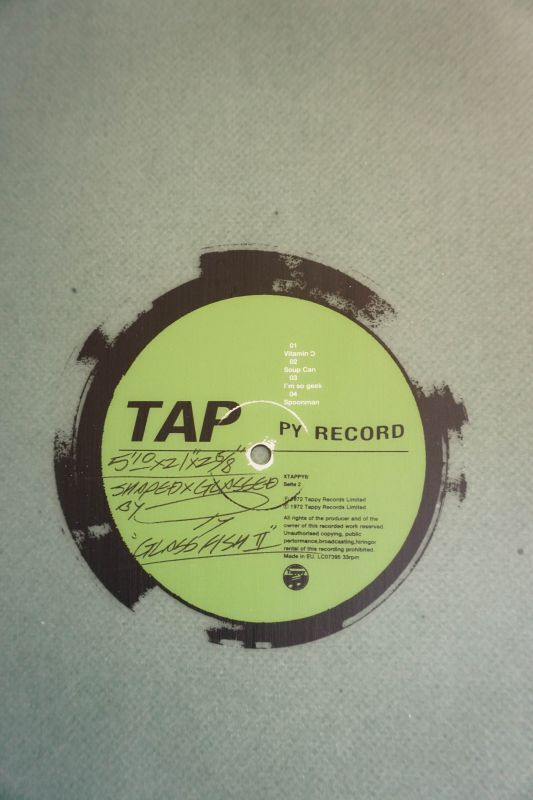 01
Vitamin Ɔ
02
Soup Can
03
I'm so geek
04
Spoonman
TAP
PY RECORD
5'10 x 21" x 2 5/8"
SHAPED x GLASSED
BY
"GLASS FISH II"
XTAPPY8
Seite 2
Ⓟ 1972 Tappy Records Limited
© 1972 Tappy Records Limited
All rights of the producer and of the
owner of this recorded work reserved.
Unauthorised copying, public
performance,broadcasting,hiringor
rental of this recording prohibited.
Made in EU. LC07395 33rpm